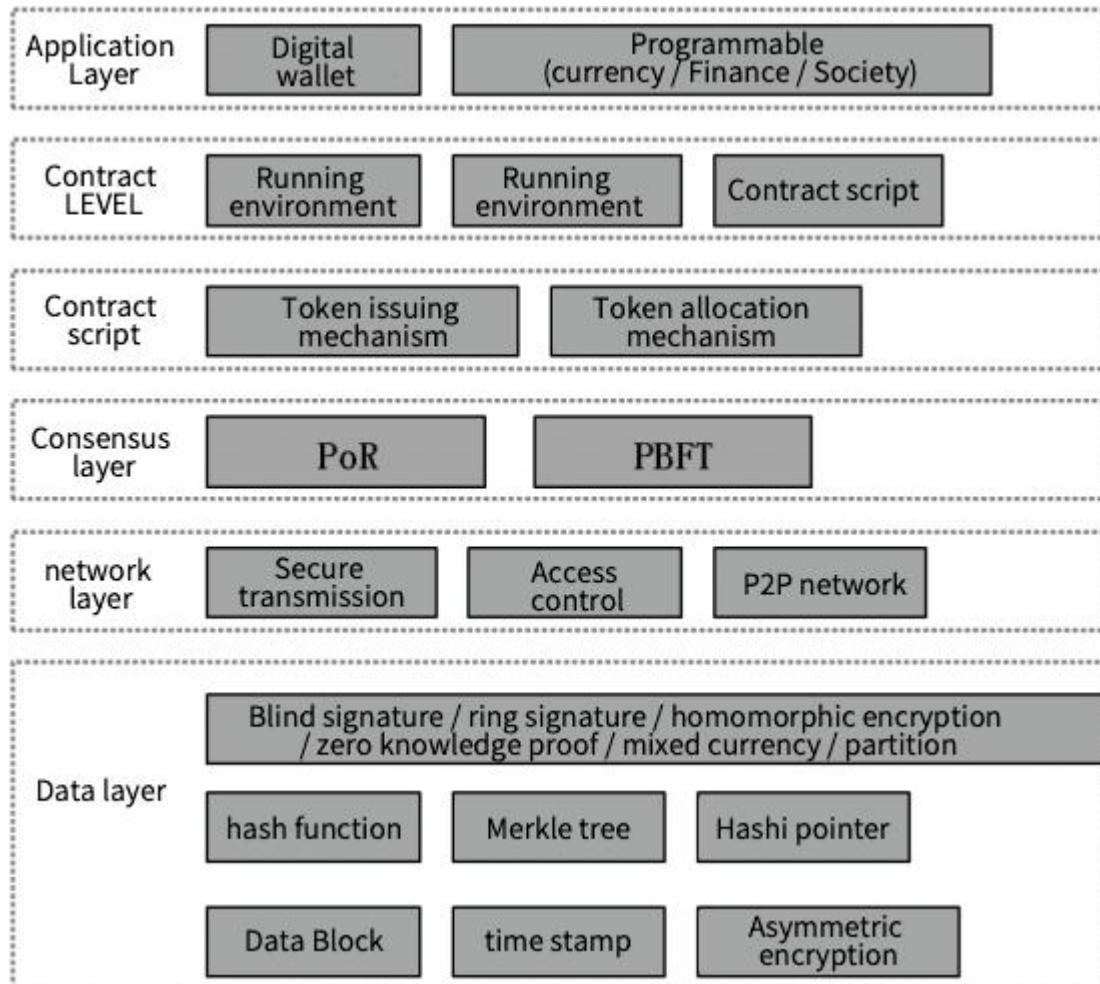 Application
Layer
Digital
wallet
Programmable
(currency / Finance / Society)
Contract
LEVEL
Running
environment
Running
environment
Contract script
Contract
script
Token issuing
mechanism
Token allocation
mechanism
Consensus
layer
PoR
PBFT
network
layer
Secure
transmission
Access
control
P2P network
Data layer
Blind signature / ring signature / homomorphic encryption
/ zero knowledge proof / mixed currency / partition
hash function
Merkle tree
Hashi pointer
Data Block
time stamp
Asymmetric
encryption